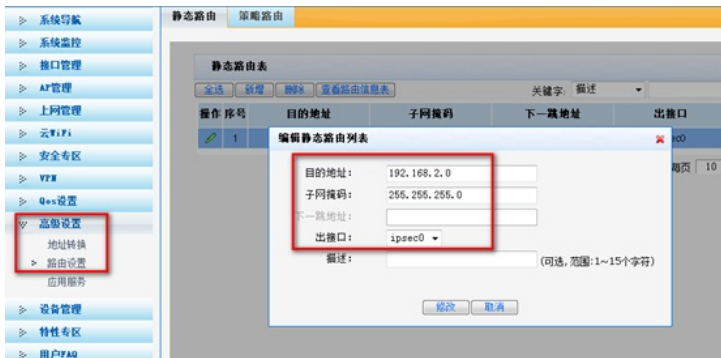 系统导航
系统监控
接口管理
AP管理
上网管理
云WiFi
安全专区
VPN
Qos设置
高级设置
地址转换
路由设置
应用服务
设备管理
特性专区
用户FAQ
静态路由 策略路由
静态路由表
全选 新增 删除 查看路由信息表 关键字: 描述
操作 序号 目的地址 子网掩码 下一跳地址 出接口
1
每页 10
编辑静态路由列表
目的地址: 192.168.2.0
子网掩码: 255.255.255.0
下一跳地址:
出接口: ipsec0
描述: (可选,范围:1~15个字符)
修改 取消